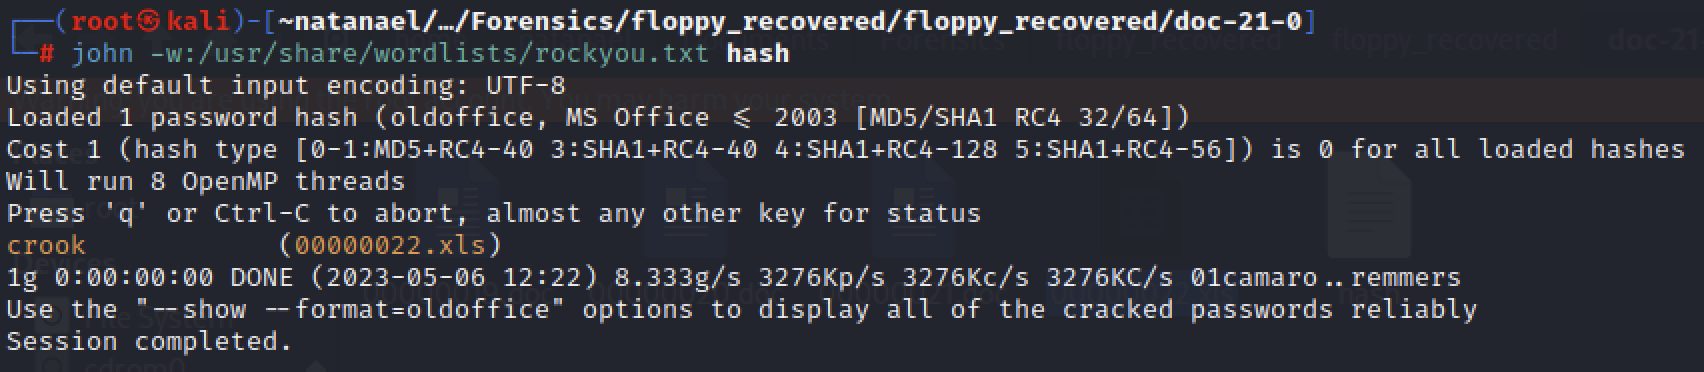 ┌──(root㉿kali)-[~natanael/…/Forensics/floppy_recovered/floppy_recovered/doc-21-0]
└─# john -w:/usr/share/wordlists/rockyou.txt hash
Using default input encoding: UTF-8
Loaded 1 password hash (oldoffice, MS Office <= 2003 [MD5/SHA1 RC4 32/64])
Cost 1 (hash type [0-1:MD5+RC4-40 3:SHA1+RC4-40 4:SHA1+RC4-128 5:SHA1+RC4-56]) is 0 for all loaded hashes
Will run 8 OpenMP threads
Press 'q' or Ctrl-C to abort, almost any other key for status
crook            (00000022.xls)
1g 0:00:00:00 DONE (2023-05-06 12:22) 8.333g/s 3276Kp/s 3276Kc/s 3276KC/s 01camaro..remmers
Use the "--show --format=oldoffice" options to display all of the cracked passwords reliably
Session completed.